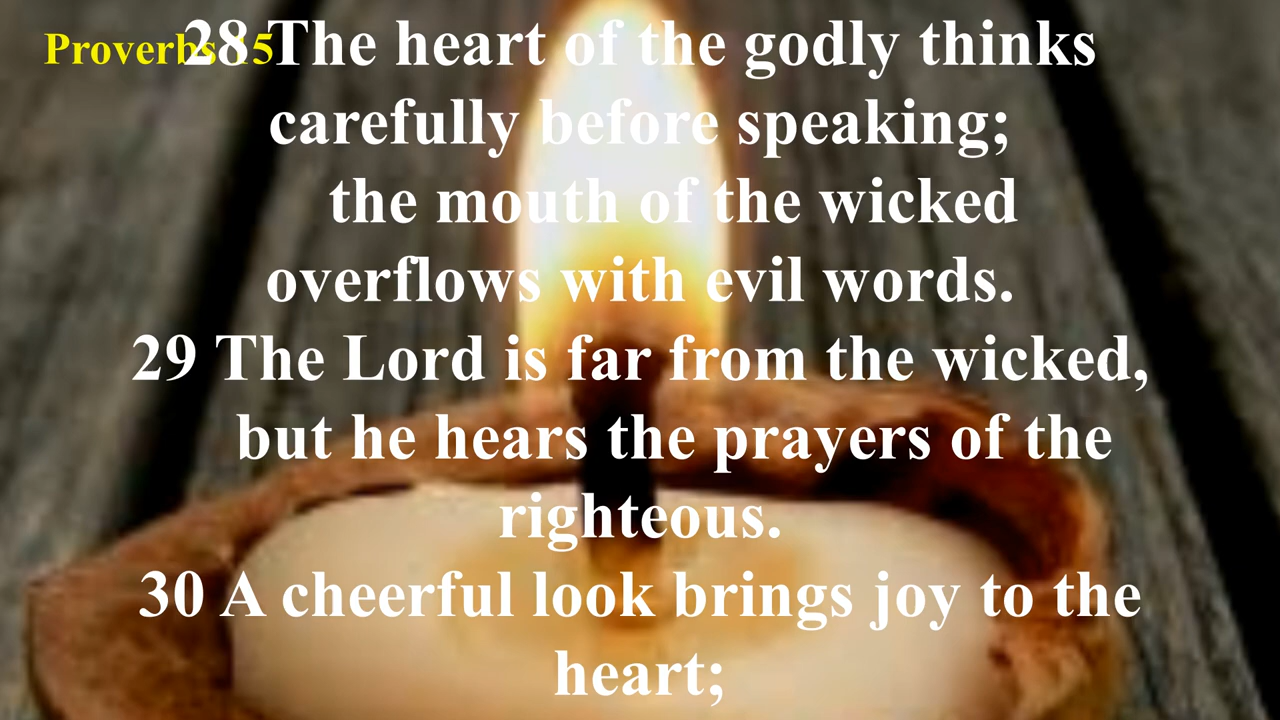 Proverbs 15
28 The heart of the godly thinks
carefully before speaking;
the mouth of the wicked
overflows with evil words.
29 The Lord is far from the wicked,
but he hears the prayers of the
righteous.
30 A cheerful look brings joy to the
heart;